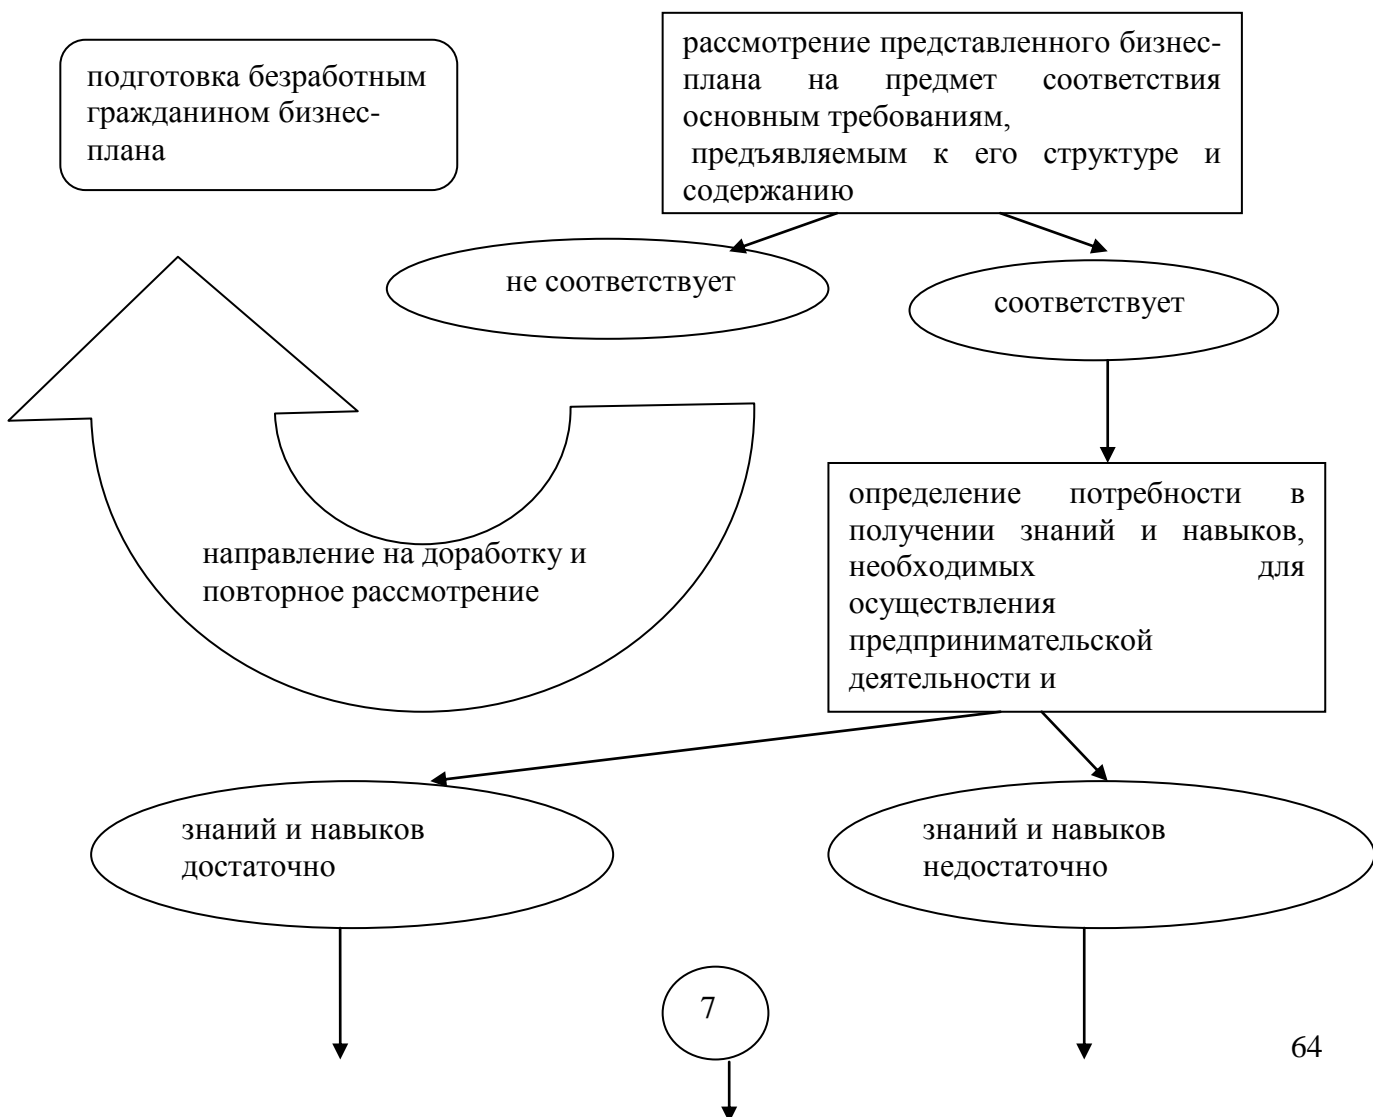 подготовка безработным
гражданином бизнес-
плана
рассмотрение представленного бизнес-
плана на предмет соответствия
основным требованиям,
предъявляемым к его структуре и
содержанию
не соответствует
соответствует
направление на доработку и
повторное рассмотрение
определение потребности в
получении знаний и навыков,
необходимых для
осуществления
предпринимательской
деятельности и
знаний и навыков
достаточно
знаний и навыков
недостаточно
7
64